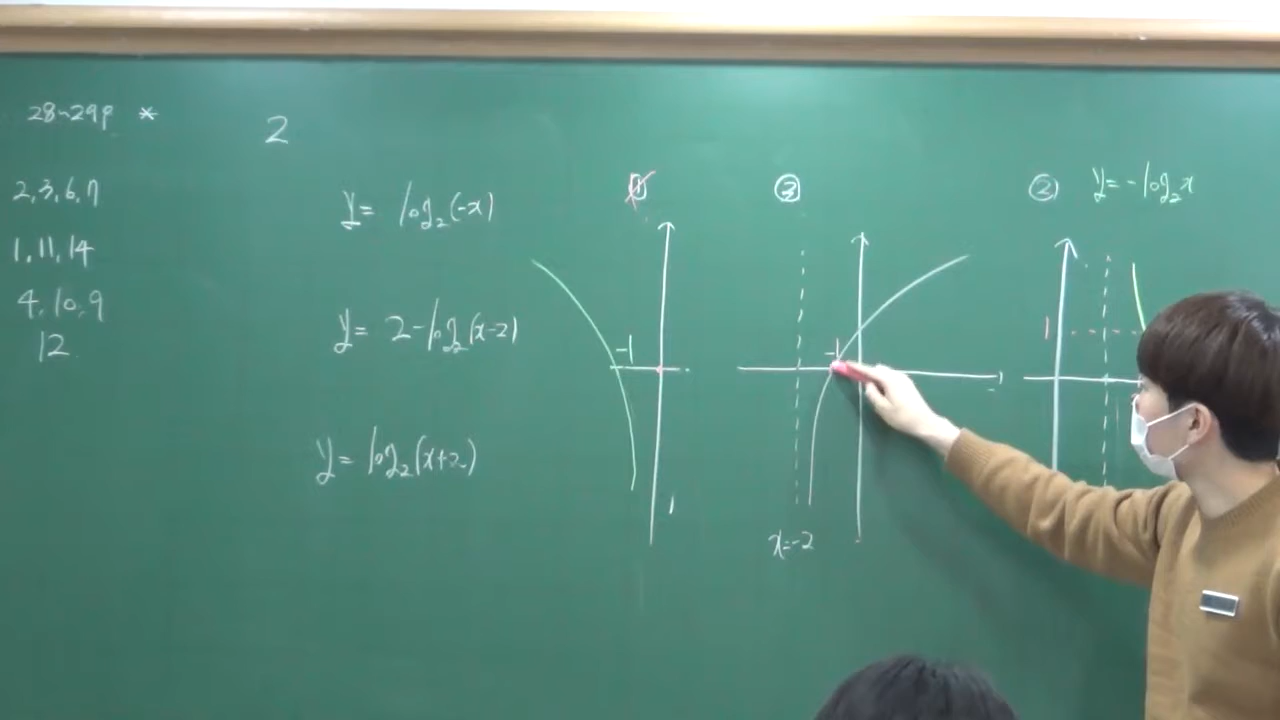 28~29p *
2
2, 3, 6, 7
1, 11, 14
4, 10, 9
12
y = log₂(-x)
y = 2-log₂(x-2)
y = log₂(x+2)
①
-1
③
-1
x=-2
② y = -log₂x
1